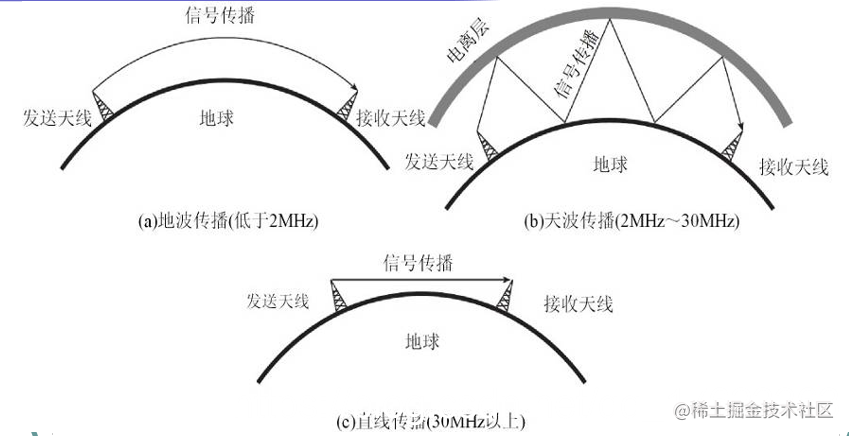 信号传播
发送天线
地球
接收天线
(a)地波传播(低于2MHz)
电离层
信号传播
发送天线
地球
接收天线
(b)天波传播(2MHz～30MHz)
信号传播
发送天线
接收天线
地球
(c)直线传播(30MHz以上)
@稀土掘金技术社区